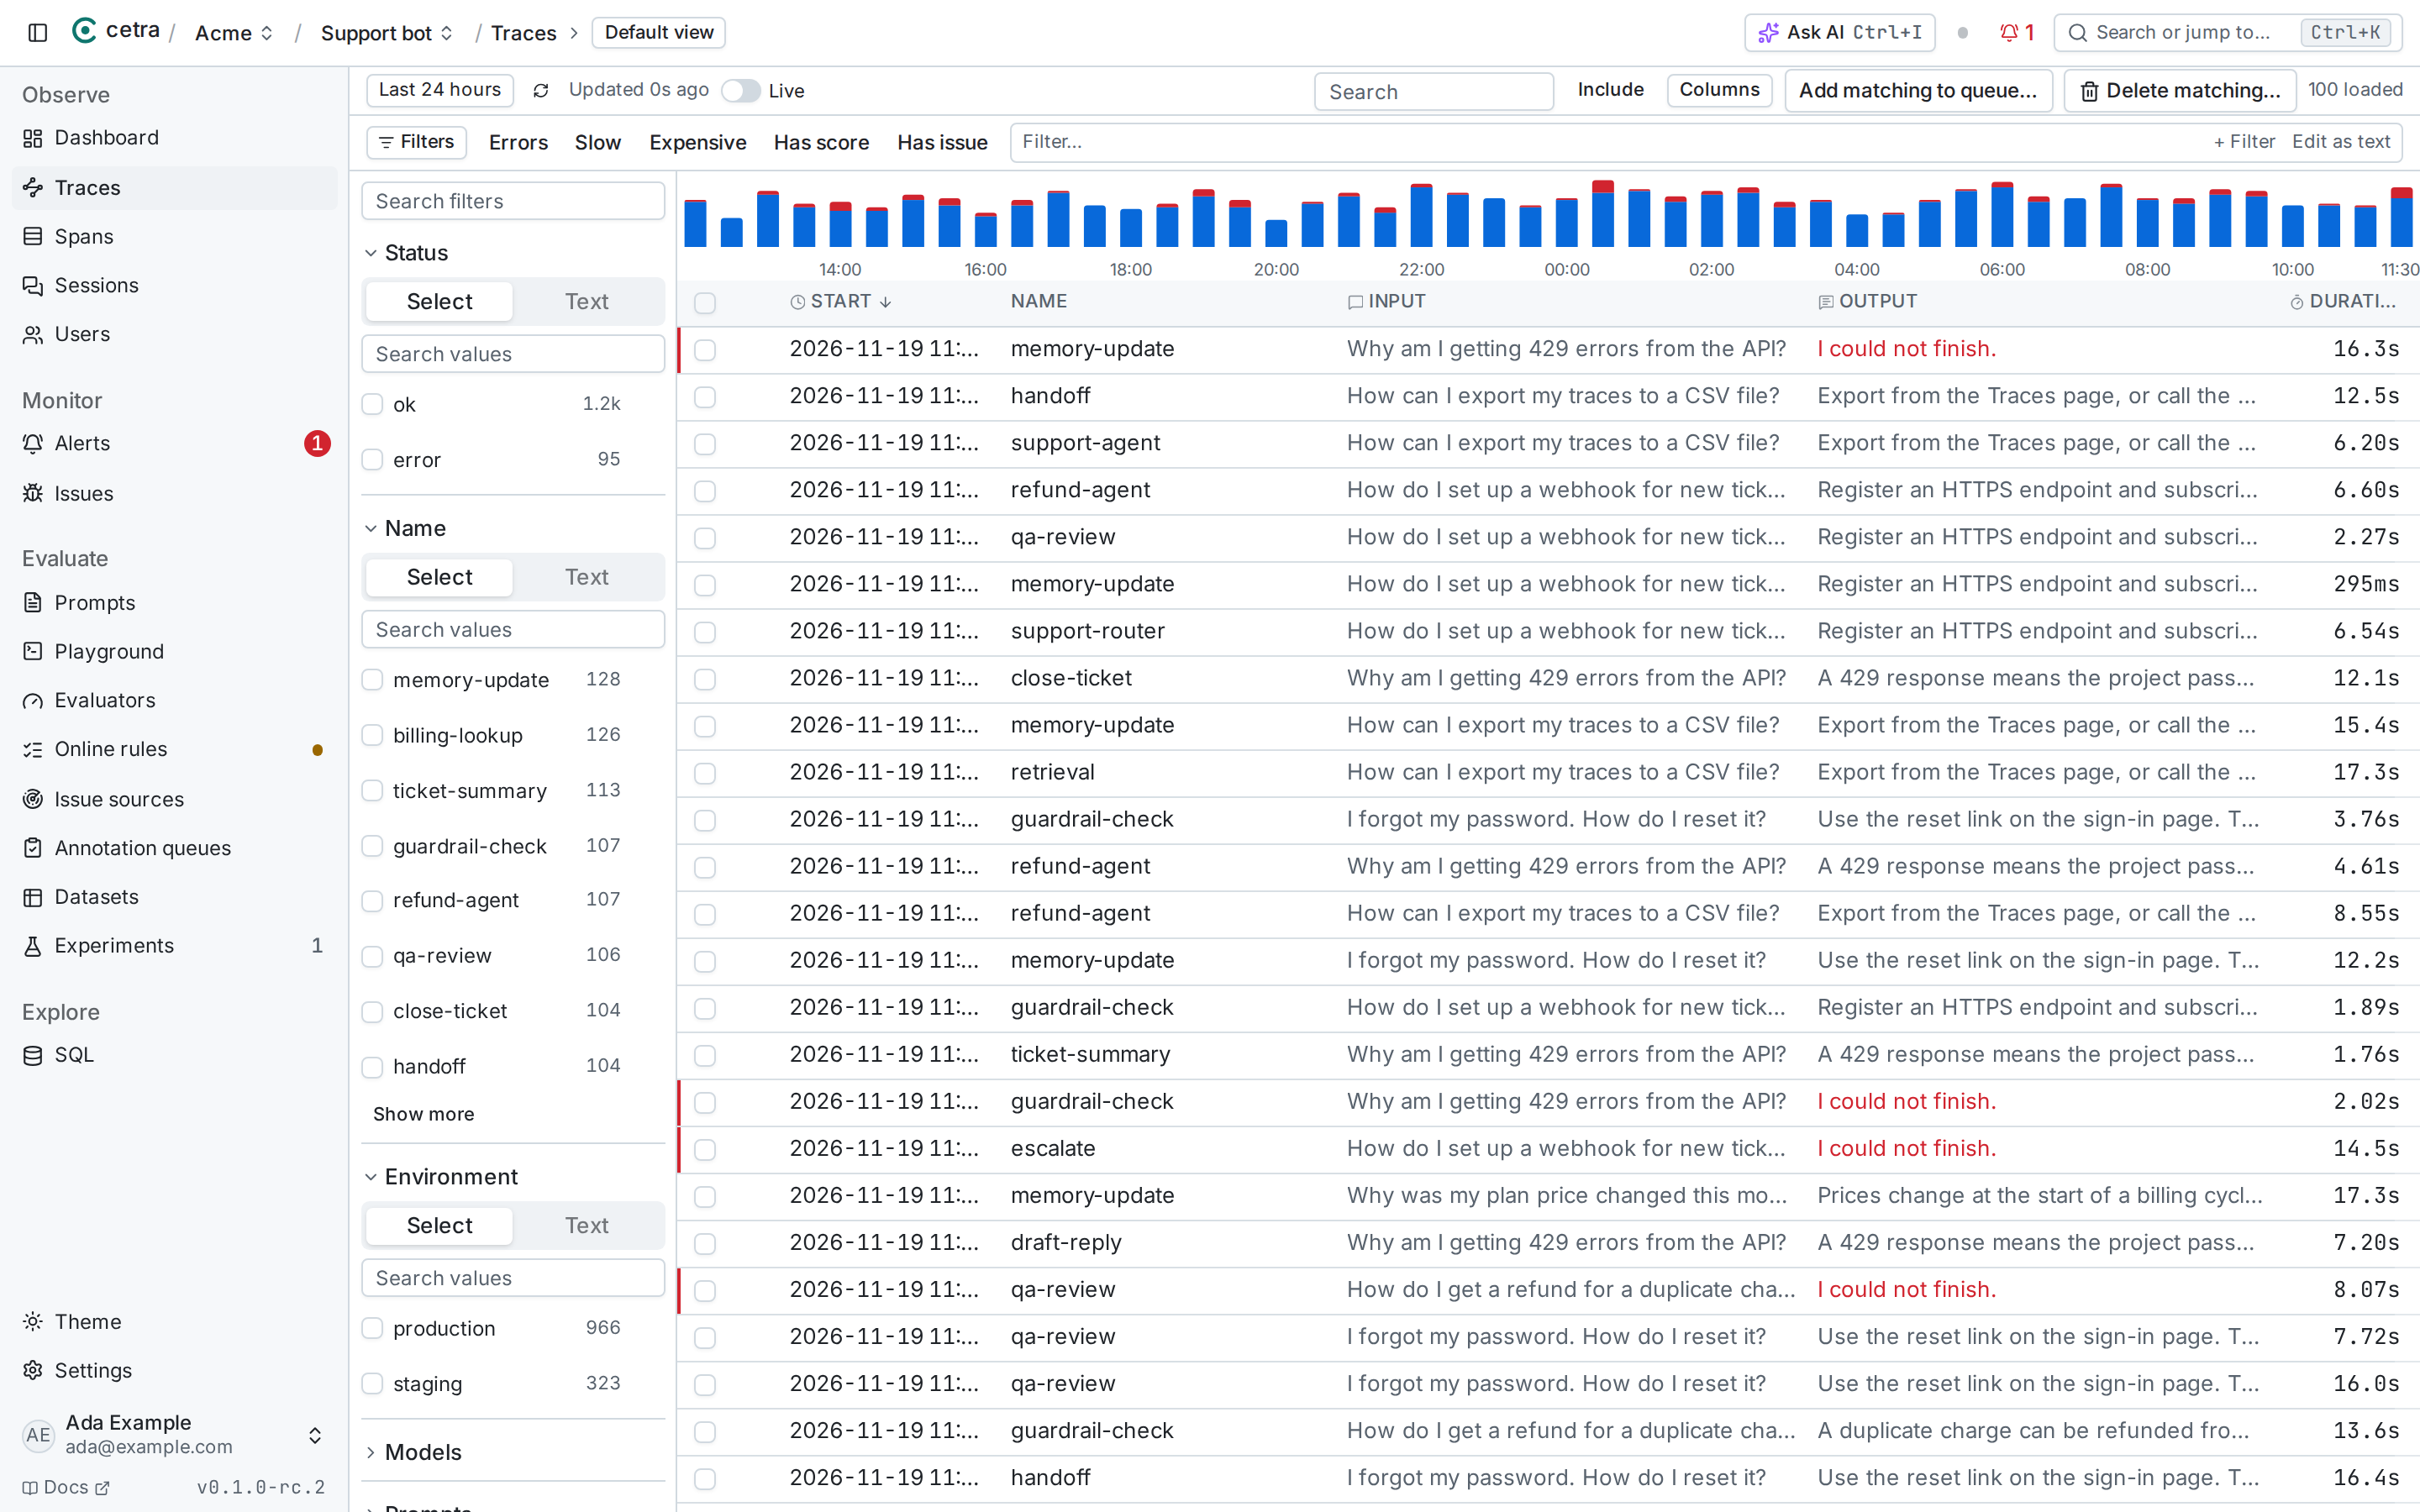 cetra / Acme / Support bot / Traces > Default view
Ask AI Ctrl+I
1
Search or jump to... Ctrl+K
Observe
Dashboard
Traces
Spans
Sessions
Users
Monitor
Alerts 1
Issues
Evaluate
Prompts
Playground
Evaluators
Online rules
Issue sources
Annotation queues
Datasets
Experiments 1
Explore
SQL
Theme
Settings
AE Ada Example
ada@example.com
Docs v0.1.0-rc.2
Last 24 hours Updated 0s ago Live
Search Include Columns Add matching to queue... Delete matching... 100 loaded
Filters Errors Slow Expensive Has score Has issue Filter... + Filter Edit as text
Search filters
Status
Select Text
Search values
ok 1.2k
error 95
Name
Select Text
Search values
memory-update 128
billing-lookup 126
ticket-summary 113
guardrail-check 107
refund-agent 107
qa-review 106
close-ticket 104
handoff 104
Show more
Environment
Select Text
Search values
production 966
staging 323
Models
14:00 16:00 18:00 20:00 22:00 00:00 02:00 04:00 06:00 08:00 10:00 11:30
START NAME INPUT OUTPUT DURATI...
2026-11-19 11:... memory-update Why am I getting 429 errors from the API? I could not finish. 16.3s
2026-11-19 11:... handoff How can I export my traces to a CSV file? Export from the Traces page, or call the ... 12.5s
2026-11-19 11:... support-agent How can I export my traces to a CSV file? Export from the Traces page, or call the ... 6.20s
2026-11-19 11:... refund-agent How do I set up a webhook for new tick... Register an HTTPS endpoint and subscri... 6.60s
2026-11-19 11:... qa-review How do I set up a webhook for new tick... Register an HTTPS endpoint and subscri... 2.27s
2026-11-19 11:... memory-update How do I set up a webhook for new tick... Register an HTTPS endpoint and subscri... 295ms
2026-11-19 11:... support-router How do I set up a webhook for new tick... Register an HTTPS endpoint and subscri... 6.54s
2026-11-19 11:... close-ticket Why am I getting 429 errors from the API? A 429 response means the project pass... 12.1s
2026-11-19 11:... memory-update How can I export my traces to a CSV file? Export from the Traces page, or call the ... 15.4s
2026-11-19 11:... retrieval How can I export my traces to a CSV file? Export from the Traces page, or call the ... 17.3s
2026-11-19 11:... guardrail-check I forgot my password. How do I reset it? Use the reset link on the sign-in page. T... 3.76s
2026-11-19 11:... refund-agent Why am I getting 429 errors from the API? A 429 response means the project pass... 4.61s
2026-11-19 11:... refund-agent How can I export my traces to a CSV file? Export from the Traces page, or call the ... 8.55s
2026-11-19 11:... memory-update I forgot my password. How do I reset it? Use the reset link on the sign-in page. T... 12.2s
2026-11-19 11:... guardrail-check How do I set up a webhook for new tick... Register an HTTPS endpoint and subscri... 1.89s
2026-11-19 11:... ticket-summary Why am I getting 429 errors from the API? A 429 response means the project pass... 1.76s
2026-11-19 11:... guardrail-check Why am I getting 429 errors from the API? I could not finish. 2.02s
2026-11-19 11:... escalate How do I set up a webhook for new tick... I could not finish. 14.5s
2026-11-19 11:... memory-update Why was my plan price changed this mo... Prices change at the start of a billing cycl... 17.3s
2026-11-19 11:... draft-reply Why am I getting 429 errors from the API? A 429 response means the project pass... 7.20s
2026-11-19 11:... qa-review How do I get a refund for a duplicate cha... I could not finish. 8.07s
2026-11-19 11:... qa-review I forgot my password. How do I reset it? Use the reset link on the sign-in page. T... 7.72s
2026-11-19 11:... qa-review I forgot my password. How do I reset it? Use the reset link on the sign-in page. T... 16.0s
2026-11-19 11:... guardrail-check How do I get a refund for a duplicate cha... A duplicate charge can be refunded fro... 13.6s
2026-11-19 11:... handoff I forgot my password. How do I reset it? Use the reset link on the sign-in page. T... 16.4s